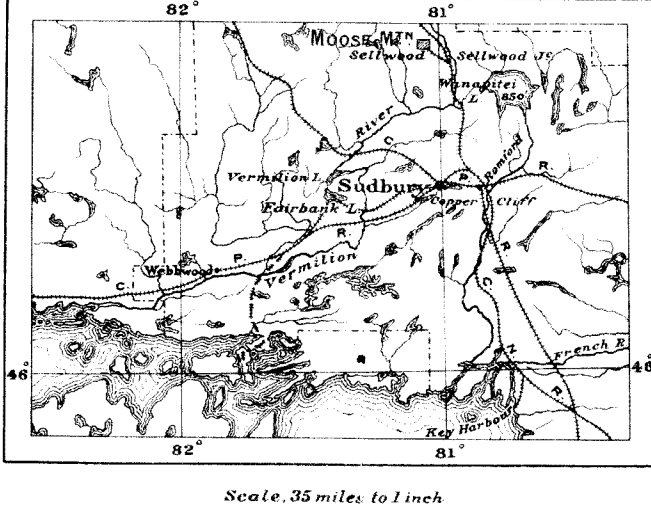 82° 81°
MOOSE MTN
Sellwood Sellwood Jc.
Wanapitei
L. 850
River
C.
Romford
Vermilion L.
P. R.
Sudbury
Fairbank L. Copper Cliff
R.
P.
Webbwood Vermilion
C.
R.
C.
N.
French R.
46° 46°
R.
Key Harbour
82° 81°
Scale, 35 miles to 1 inch